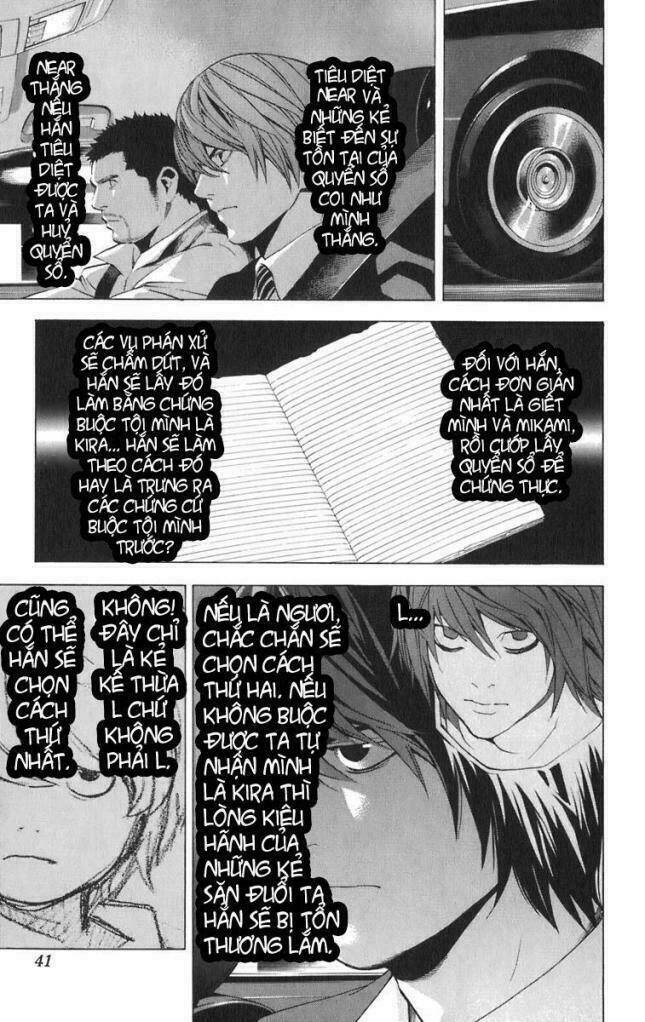 TIÊU DIỆT
NEAR VÀ
NHỮNG KẺ
BIẾT ĐẾN SỰ
TỒN TẠI CỦA
QUYỂN SỔ
COI NHƯ
MÌNH
THẮNG.
NEAR
THẮNG
NẾU
HẮN
TIÊU
DIỆT
ĐƯỢC
TA VÀ
HUỶ
QUYỂN
SỔ.
ĐỐI VỚI HẮN,
CÁCH ĐƠN GIẢN
NHẤT LÀ GIẾT
MÌNH VÀ MIKAMI,
RỒI CƯỚP LẤY
QUYỂN SỔ ĐỂ
CHỨNG THỰC.
CÁC VỤ PHÁN XỬ
SẼ CHẤM DỨT, VÀ
HẮN SẼ LẤY ĐÓ
LÀM BẰNG CHỨNG
BUỘC TỘI MÌNH LÀ
KIRA... HẮN SẼ LÀM
THEO CÁCH ĐÓ
HAY LÀ TRƯNG RA
CÁC CHỨNG CỨ
BUỘC TỘI MÌNH
TRƯỚC?
L...
NẾU LÀ NGƯƠI,
CHẮC CHẮN SẼ
CHỌN CÁCH
THỨ HAI. NẾU
KHÔNG BUỘC
ĐƯỢC TA TỰ
NHẬN MÌNH
LÀ KIRA THÌ
LÒNG KIÊU
HÃNH CỦA
NHỮNG KẺ
SĂN ĐUỔI TA
HẮN SẼ BỊ TỔN
THƯƠNG LẮM.
KHÔNG!
ĐÂY CHỈ
LÀ KẺ
KẾ THỪA
L CHỨ
KHÔNG
PHẢI L.
CŨNG
CÓ THỂ
HẮN SẼ
CHỌN
CÁCH
THỨ
NHẤT.
41